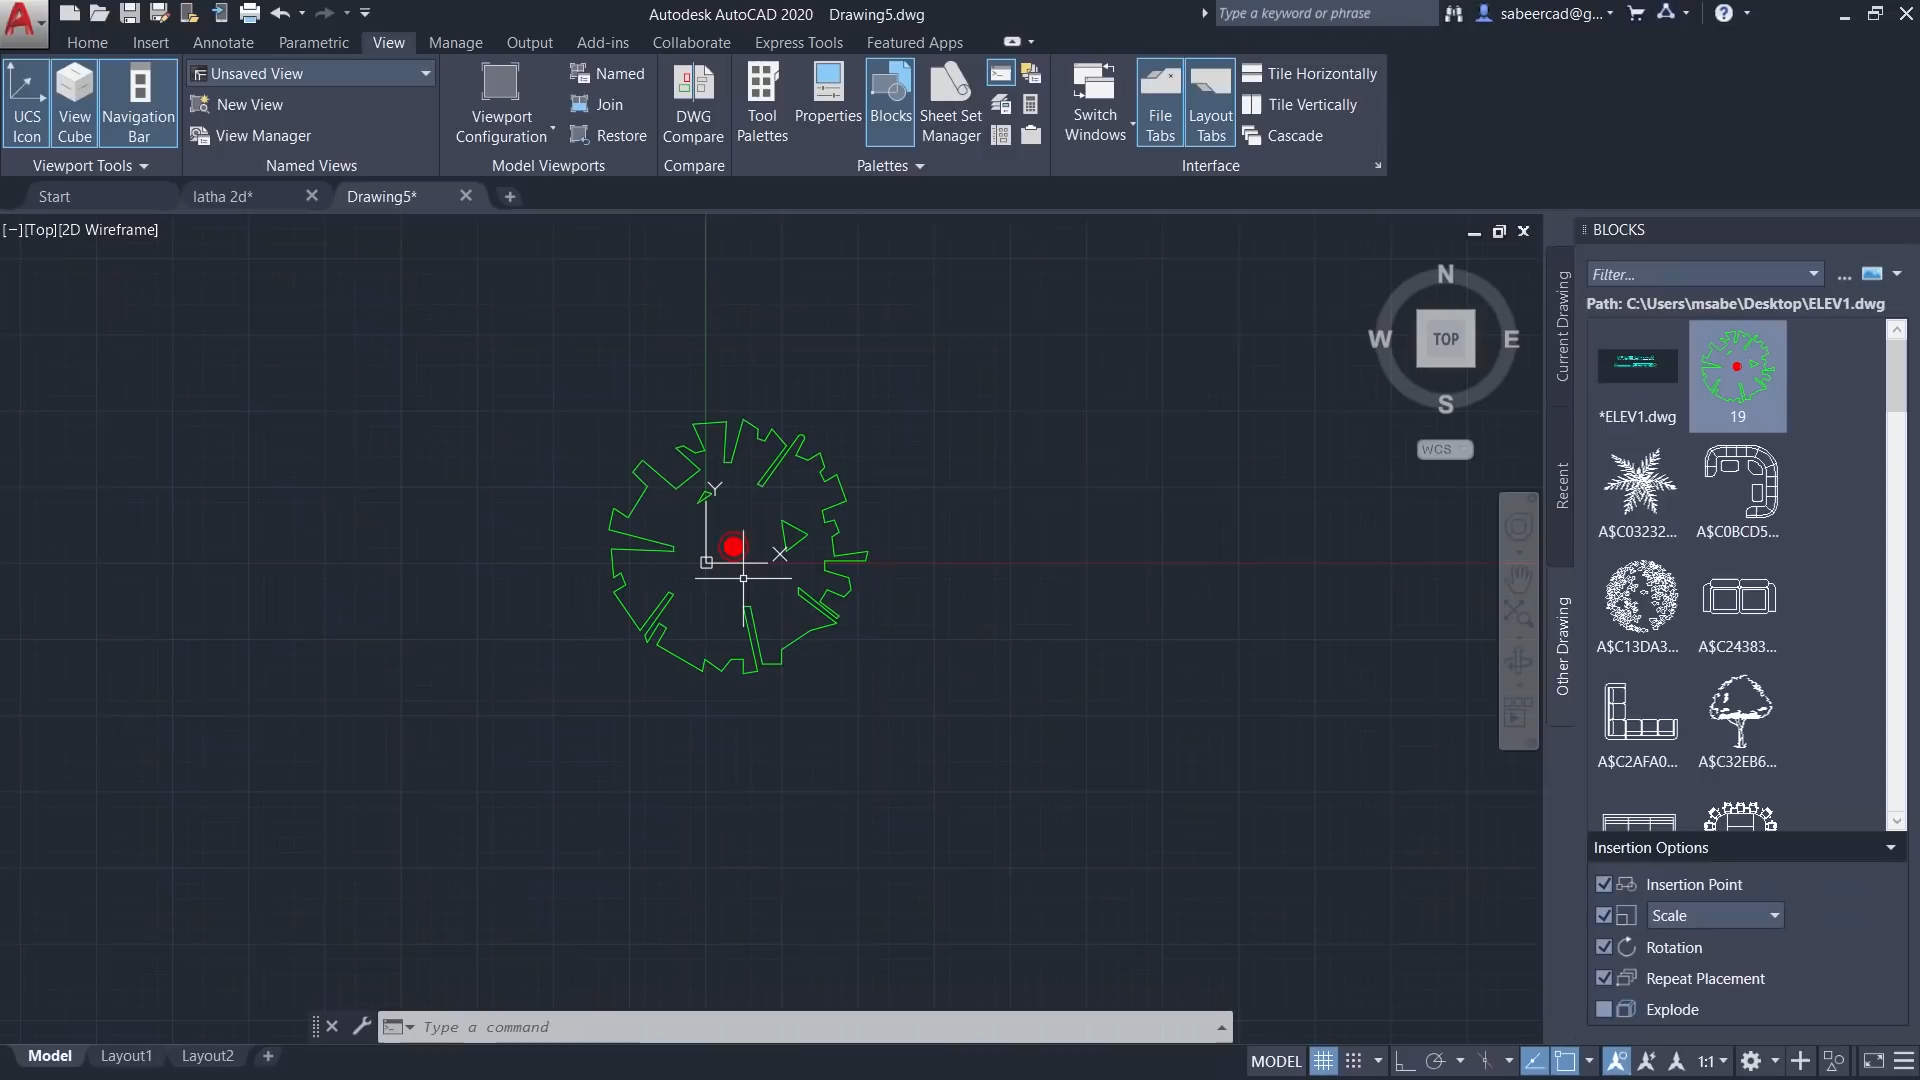 Autodesk AutoCAD 2020 Drawing5.dwg
Type a keyword or phrase
sabeercad@g...
Home Insert Annotate Parametric View Manage Output Add-ins Collaborate Express Tools Featured Apps
UCS Icon
View Cube
Navigation Bar
Viewport Tools
Unsaved View
New View
View Manager
Named Views
Viewport Configuration
Named
Join
Restore
Model Viewports
DWG Compare
Compare
Tool Palettes
Properties
Blocks
Sheet Set Manager
Palettes
Switch Windows
File Tabs
Layout Tabs
Tile Horizontally
Tile Vertically
Cascade
Interface
Start
latha 2d*
Drawing5*
[−][Top][2D Wireframe]
N
W
TOP
E
S
WCS
Y
X
BLOCKS
Current Drawing
Recent
Other Drawing
Filter...
...
Path: C:\Users\msabe\Desktop\ELEV1.dwg
*ELEV1.dwg
19
A$C03232...
A$C0BCD5...
A$C13DA3...
A$C24383...
A$C2AFA0...
A$C32EB6...
Insertion Options
Insertion Point
Scale
Rotation
Repeat Placement
Explode
Type a command
Model Layout1 Layout2
MODEL
1:1